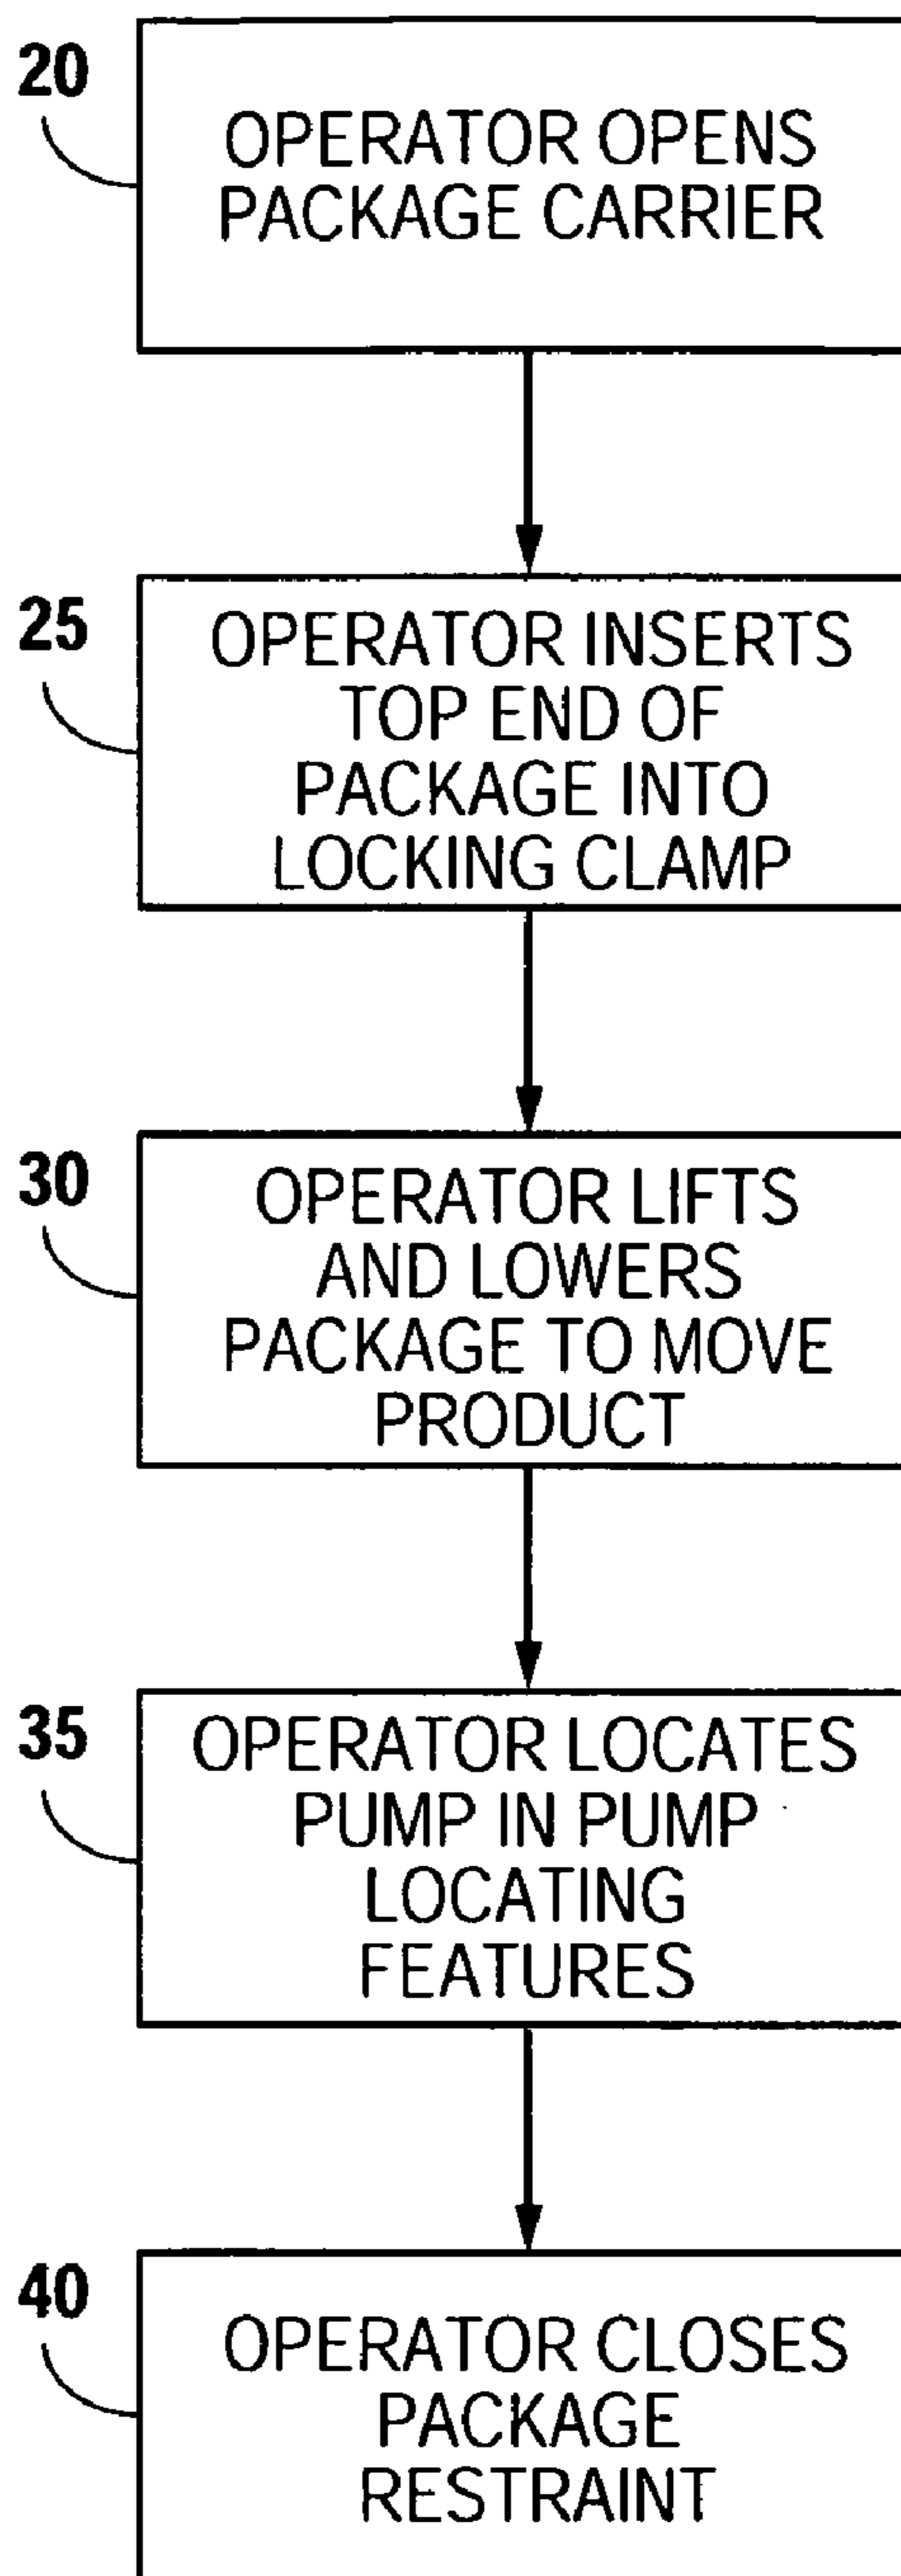 20
OPERATOR OPENS
PACKAGE CARRIER
25
OPERATOR INSERTS
TOP END OF
PACKAGE INTO
LOCKING CLAMP
30
OPERATOR LIFTS
AND LOWERS
PACKAGE TO MOVE
PRODUCT
35
OPERATOR LOCATES
PUMP IN PUMP
LOCATING
FEATURES
40
OPERATOR CLOSES
PACKAGE
RESTRAINT